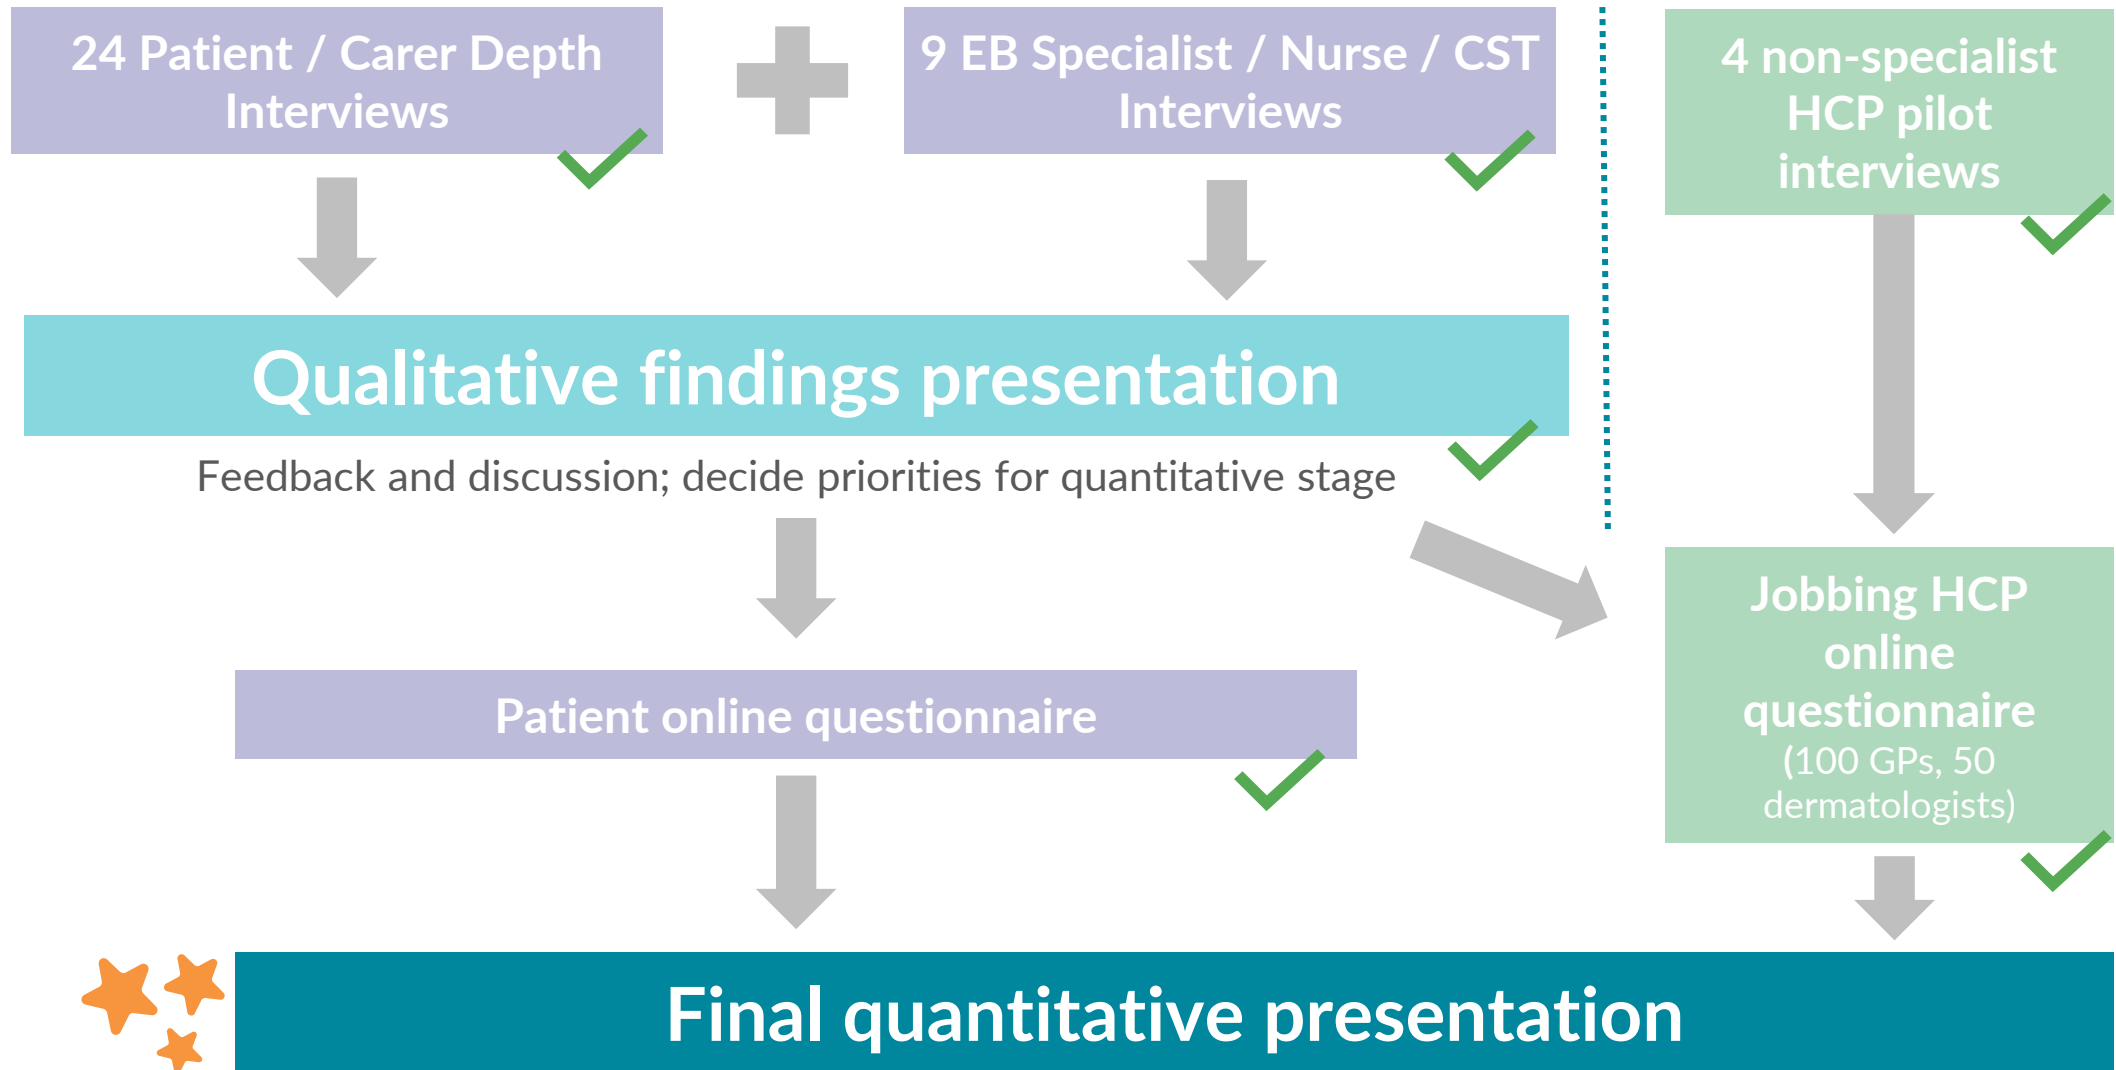 24 Patient / Carer Depth
Interviews
9 EB Specialist / Nurse / CST
Interviews
4 non-specialist
HCP pilot
interviews
Qualitative findings presentation
Feedback and discussion; decide priorities for quantitative stage
Patient online questionnaire
Jobbing HCP
online
questionnaire
(100 GPs, 50
dermatologists)
Final quantitative presentation